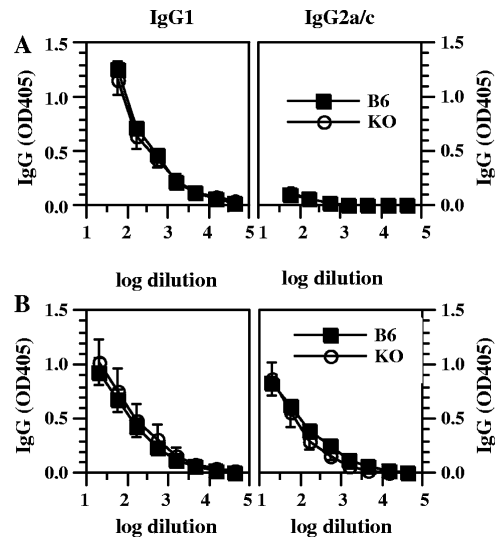 IgG1 IgG2a/c
A
1.5 1.5
1.0 1.0
0.5 0.5
0.0 0.0
IgG (OD405) IgG (OD405)
B6
KO
1 2 3 4 5 1 2 3 4 5
log dilution log dilution
B
1.5 1.5
1.0 1.0
0.5 0.5
0.0 0.0
IgG (OD405) IgG (OD405)
B6
KO
1 2 3 4 5 1 2 3 4 5
log dilution log dilution